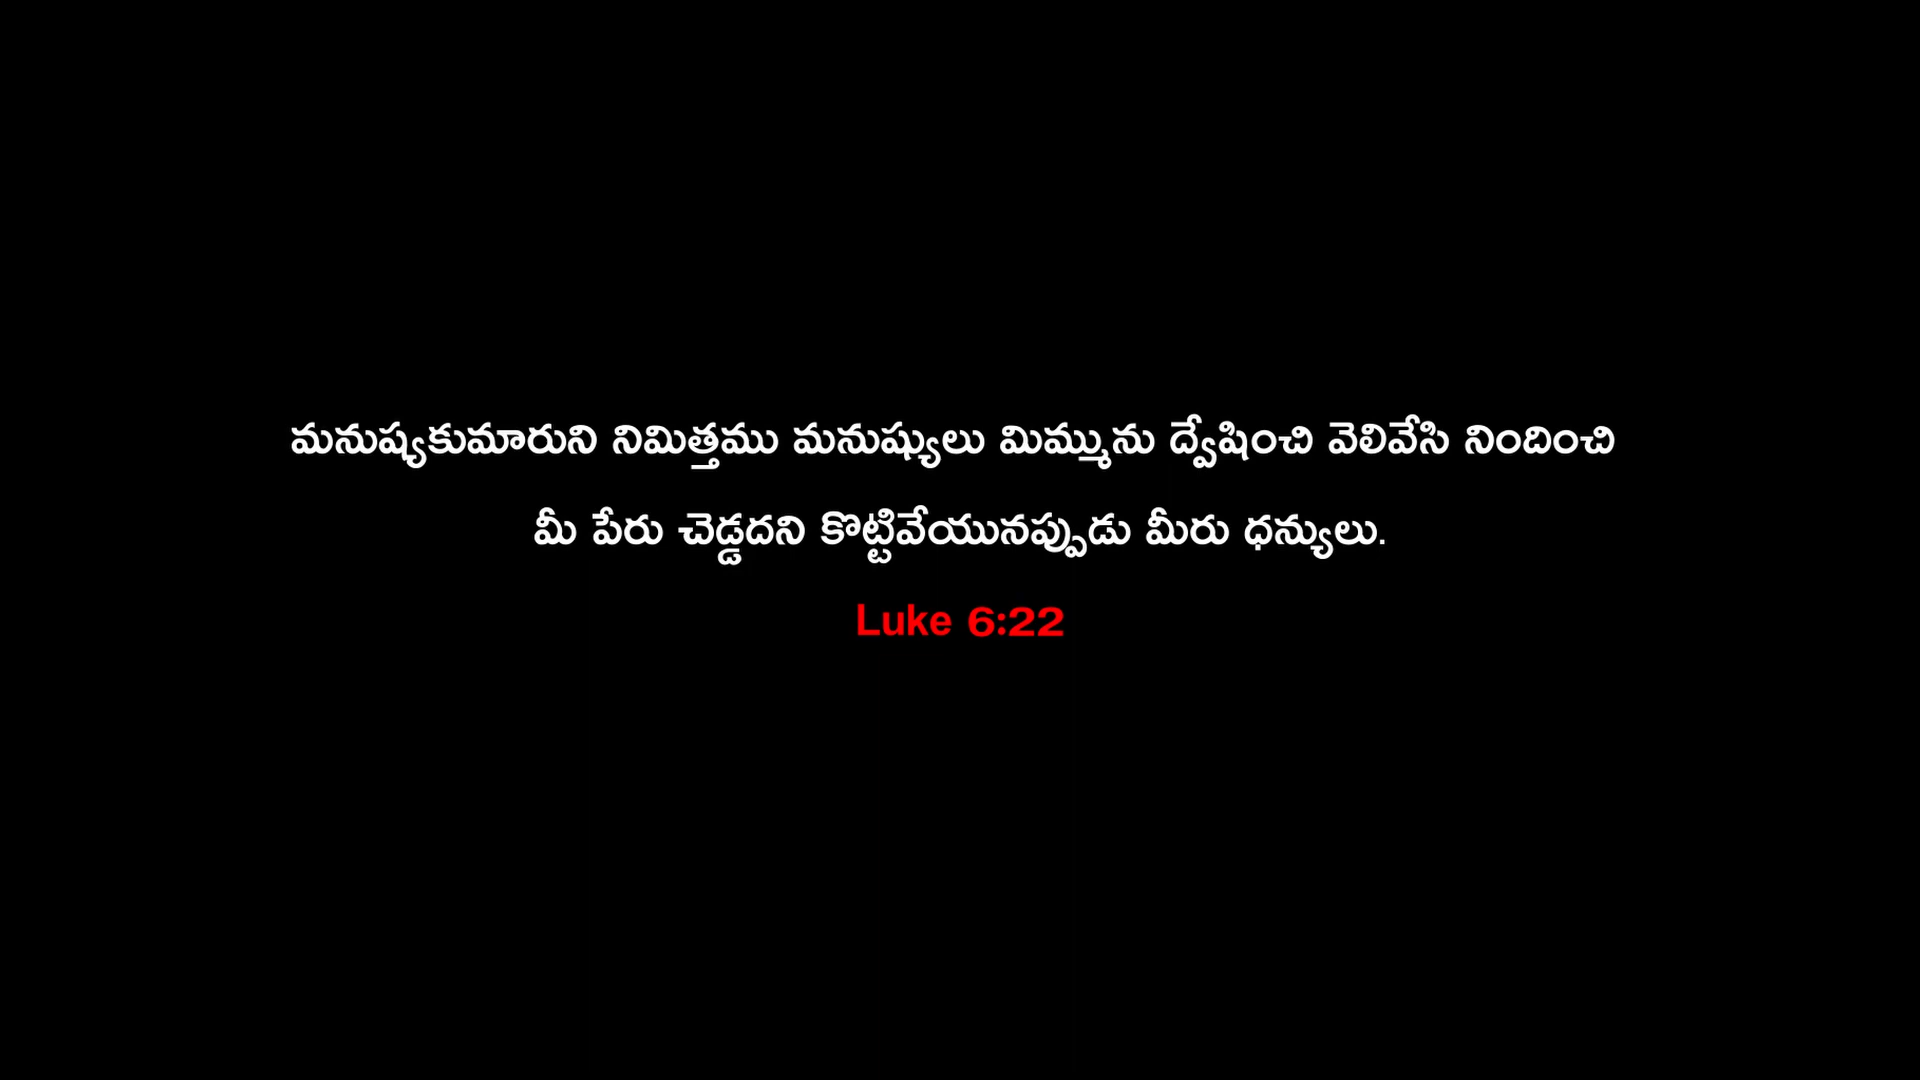 మనుష్యకుమారుని నిమిత్తము మనుష్యులు మిమ్మును ద్వేషించి వెలివేసి నిందించి
మీ పేరు చెడ్డదని కొట్టివేయునప్పుడు మీరు ధన్యులు.
Luke 6:22